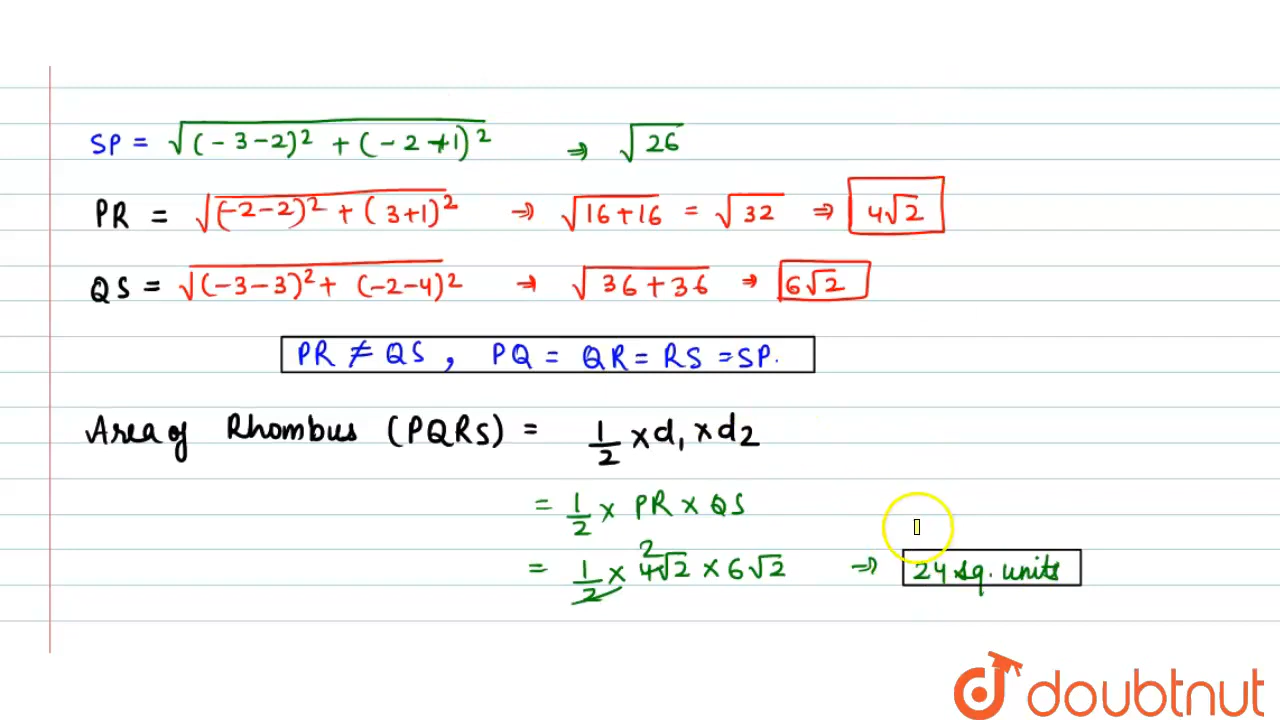 SP = √(-3-2)² + (-2+1)² ⇒ √26
PR = √(-2-2)² + (3+1)² ⇒ √16+16 = √32 ⇒ 4√2
QS = √(-3-3)² + (-2-4)² → √36+36 ⇒ 6√2
PR ≠ QS , PQ = QR = RS = SP.
Area of Rhombus (PQRS) = 1/2 × d₁ × d₂
= 1/2 × PR × QS
2
= 1/2 × 4√2 × 6√2 ⇒ 24 sq. units
doubtnut